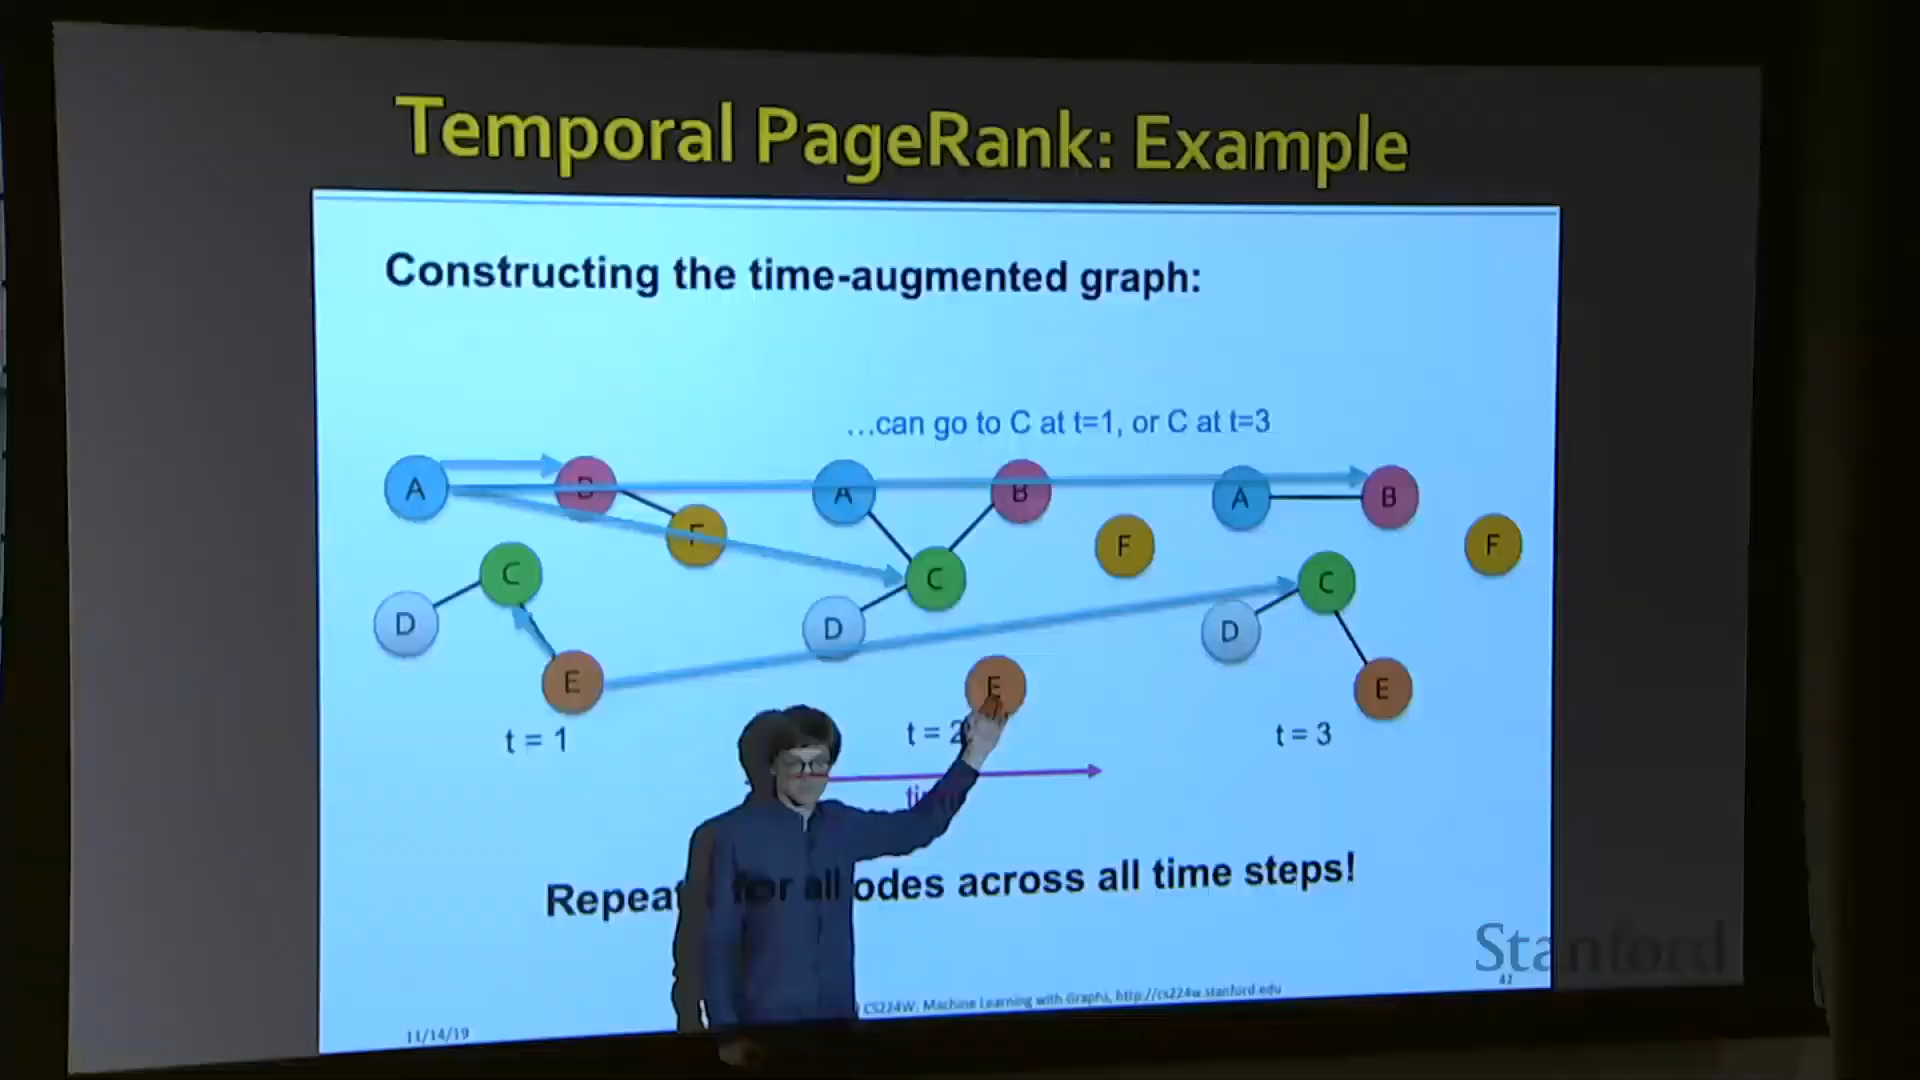 Temporal PageRank: Example
Constructing the time-augmented graph:
...can go to C at t=1, or C at t=3
A B A B A B
F F F
C C C
D D D
E E E
t = 1 t = 2 t = 3
Repeat for all odes across all time steps!
Stanford
42
CS224W: Machine Learning with Graphs, http://cs224w.stanford.edu
11/14/19